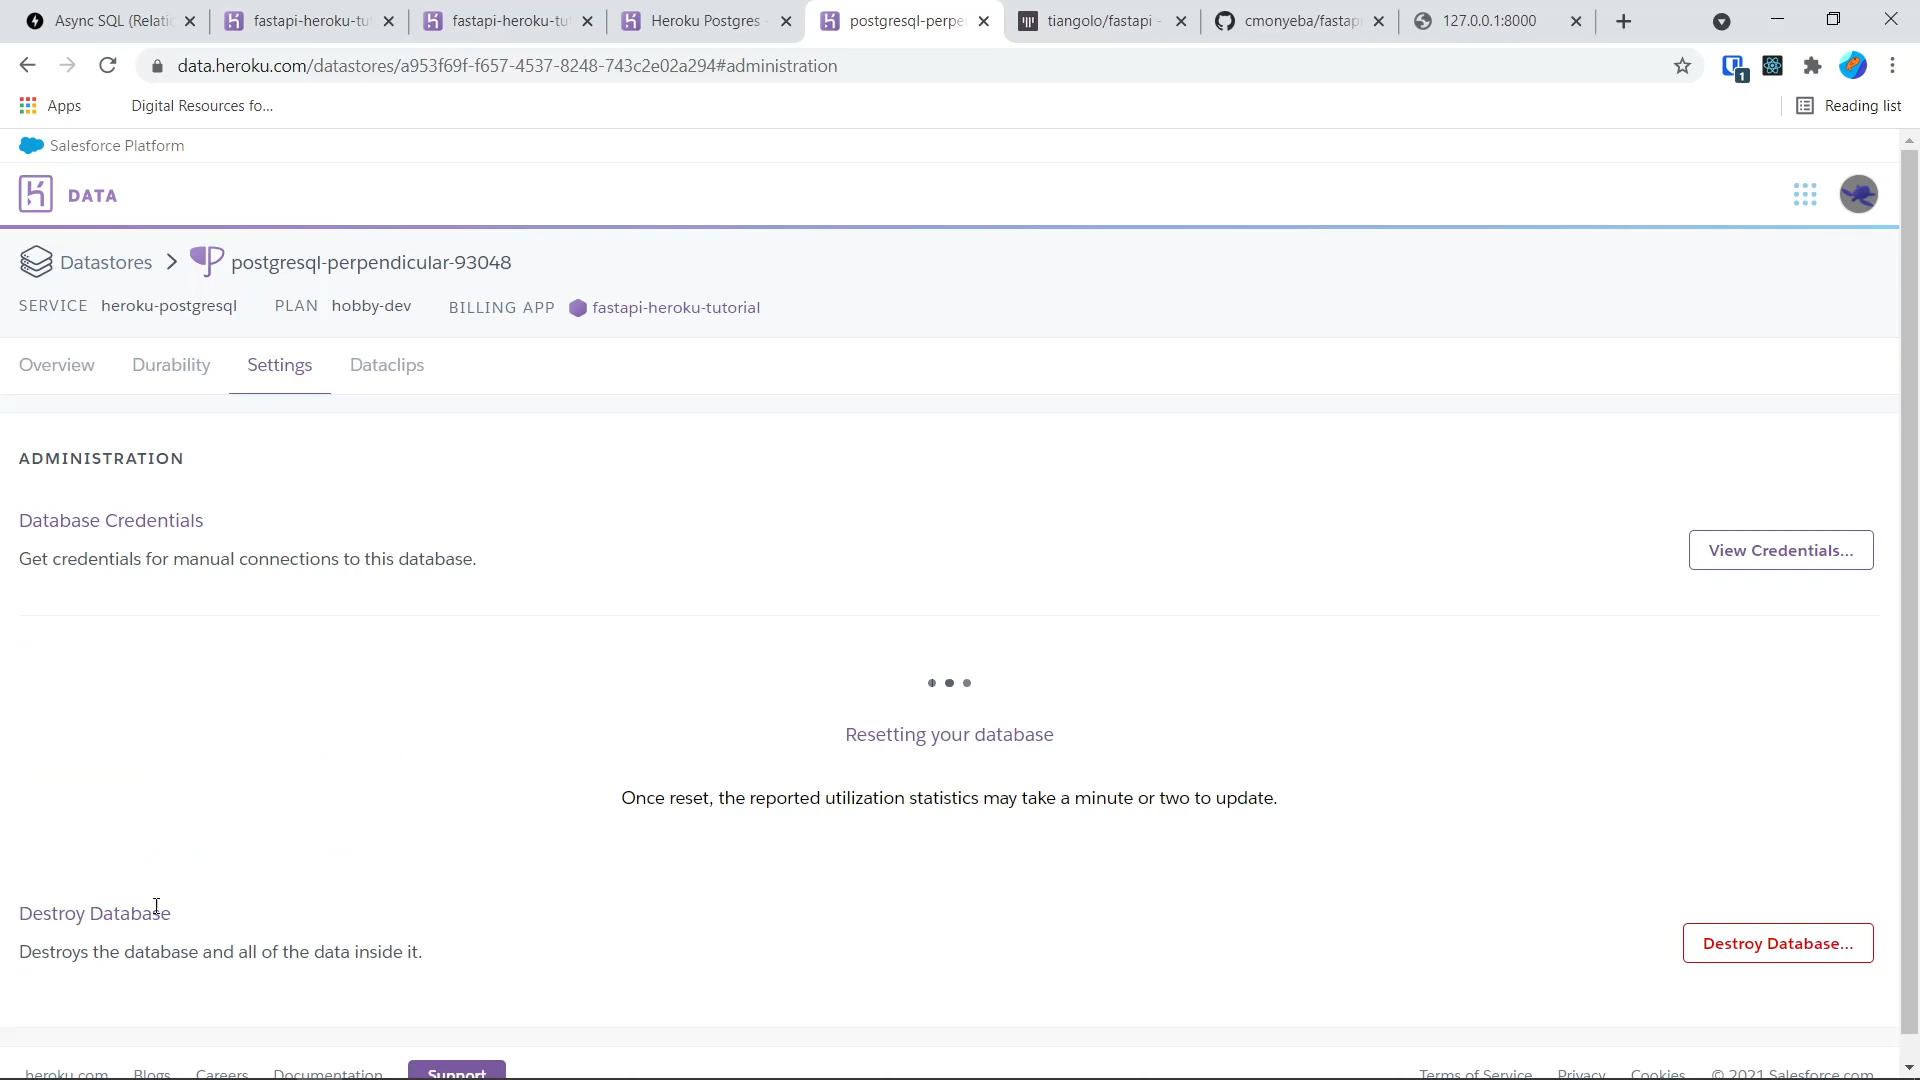 Async SQL (Relatic
fastapi-heroku-tu
fastapi-heroku-tu
Heroku Postgres -
postgresql-perpe
tiangolo/fastapi -
cmonyeba/fastap
127.0.0.1:8000
data.heroku.com/datastores/a953f69f-f657-4537-8248-743c2e02a294#administration
1
Apps
Digital Resources fo...
Reading list
Salesforce Platform
DATA
Datastores
postgresql-perpendicular-93048
SERVICE heroku-postgresql PLAN hobby-dev BILLING APP fastapi-heroku-tutorial
Overview Durability Settings Dataclips
ADMINISTRATION
Database Credentials
Get credentials for manual connections to this database.
View Credentials...
Resetting your database
Once reset, the reported utilization statistics may take a minute or two to update.
Destroy Database
Destroys the database and all of the data inside it.
Destroy Database...
heroku.com Blogs Careers Documentation Support
Terms of Service Privacy Cookies © 2021 Salesforce.com